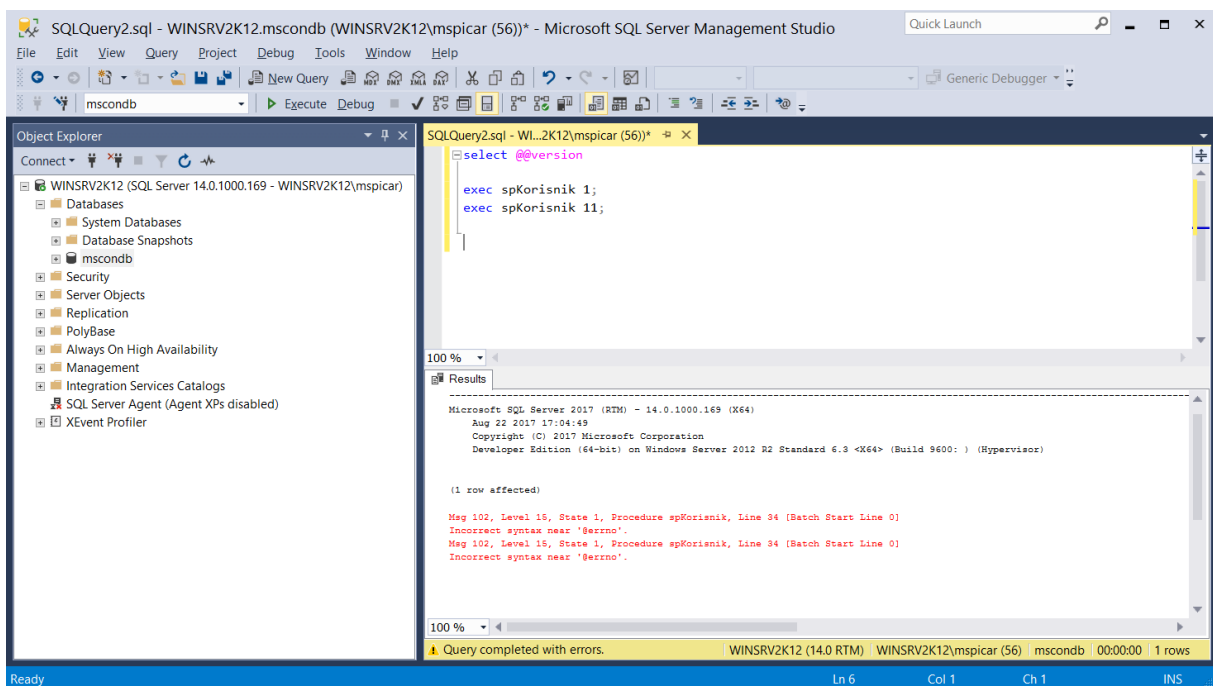 SQLQuery2.sql - WINSRV2K12.mscondb (WINSRV2K12\mspicar (56))* - Microsoft SQL Server Management Studio
Quick Launch
File Edit View Query Project Debug Tools Window Help
New Query MDX DMX XMLA DAX Generic Debugger
mscondb Execute Debug
Object Explorer
Connect
WINSRV2K12 (SQL Server 14.0.1000.169 - WINSRV2K12\mspicar)
Databases
System Databases
Database Snapshots
mscondb
Security
Server Objects
Replication
PolyBase
Always On High Availability
Management
Integration Services Catalogs
SQL Server Agent (Agent XPs disabled)
XEvent Profiler
SQLQuery2.sql - WI...2K12\mspicar (56))*
select @@version
exec spKorisnik 1;
exec spKorisnik 11;
100 %
Results
--------------------------------------------------------------------------------
Microsoft SQL Server 2017 (RTM) - 14.0.1000.169 (X64)
Aug 22 2017 17:04:49
Copyright (C) 2017 Microsoft Corporation
Developer Edition (64-bit) on Windows Server 2012 R2 Standard 6.3 <X64> (Build 9600: ) (Hypervisor)
(1 row affected)
Msg 102, Level 15, State 1, Procedure spKorisnik, Line 34 [Batch Start Line 0]
Incorrect syntax near '@errno'.
Msg 102, Level 15, State 1, Procedure spKorisnik, Line 34 [Batch Start Line 0]
Incorrect syntax near '@errno'.
100 %
Query completed with errors. WINSRV2K12 (14.0 RTM) WINSRV2K12\mspicar (56) mscondb 00:00:00 1 rows
Ready Ln 6 Col 1 Ch 1 INS